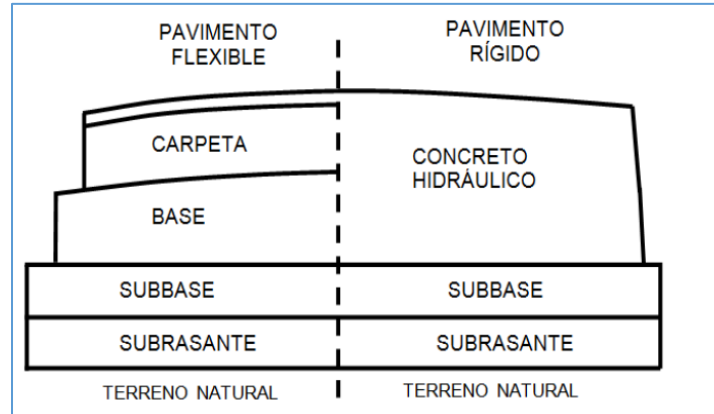 PAVIMENTO
FLEXIBLE
PAVIMENTO
RÍGIDO
CARPETA
BASE
CONCRETO
HIDRÁULICO
SUBBASE
SUBBASE
SUBRASANTE
SUBRASANTE
TERRENO NATURAL
TERRENO NATURAL